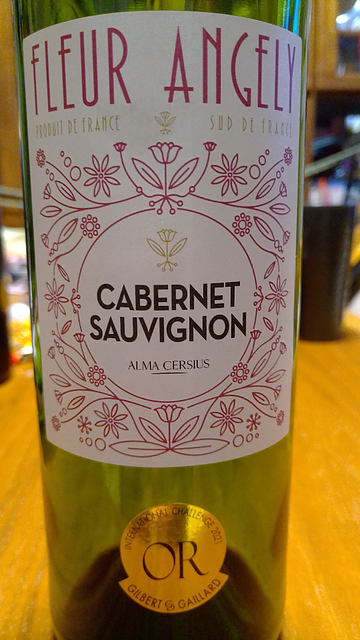 FLEUR ANGELY
PRODUIT DE FRANCE
SUD DE FRANCE
CABERNET
SAUVIGNON
ALMA CERSIUS
INTERNATIONAL CHALLENGE 2021
OR
GILBERT & GAILLARD